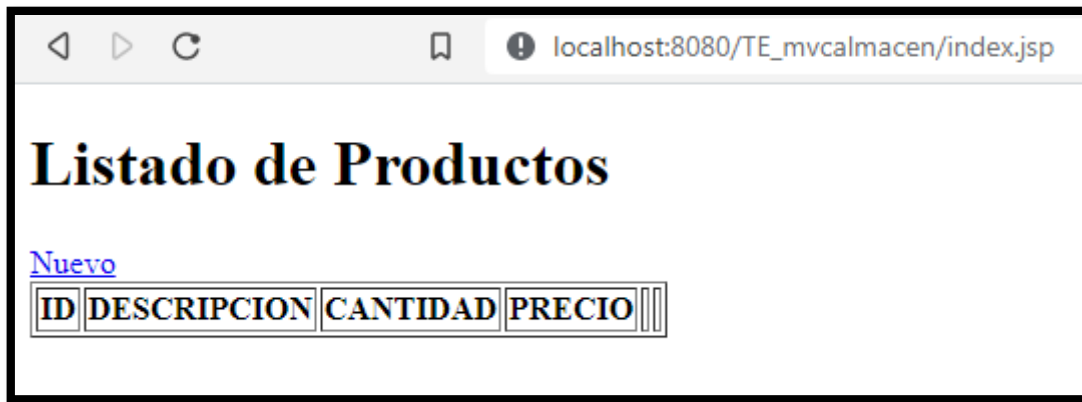 localhost:8080/TE_mvcalmacen/index.jsp
Listado de Productos
Nuevo
ID DESCRIPCION CANTIDAD PRECIO